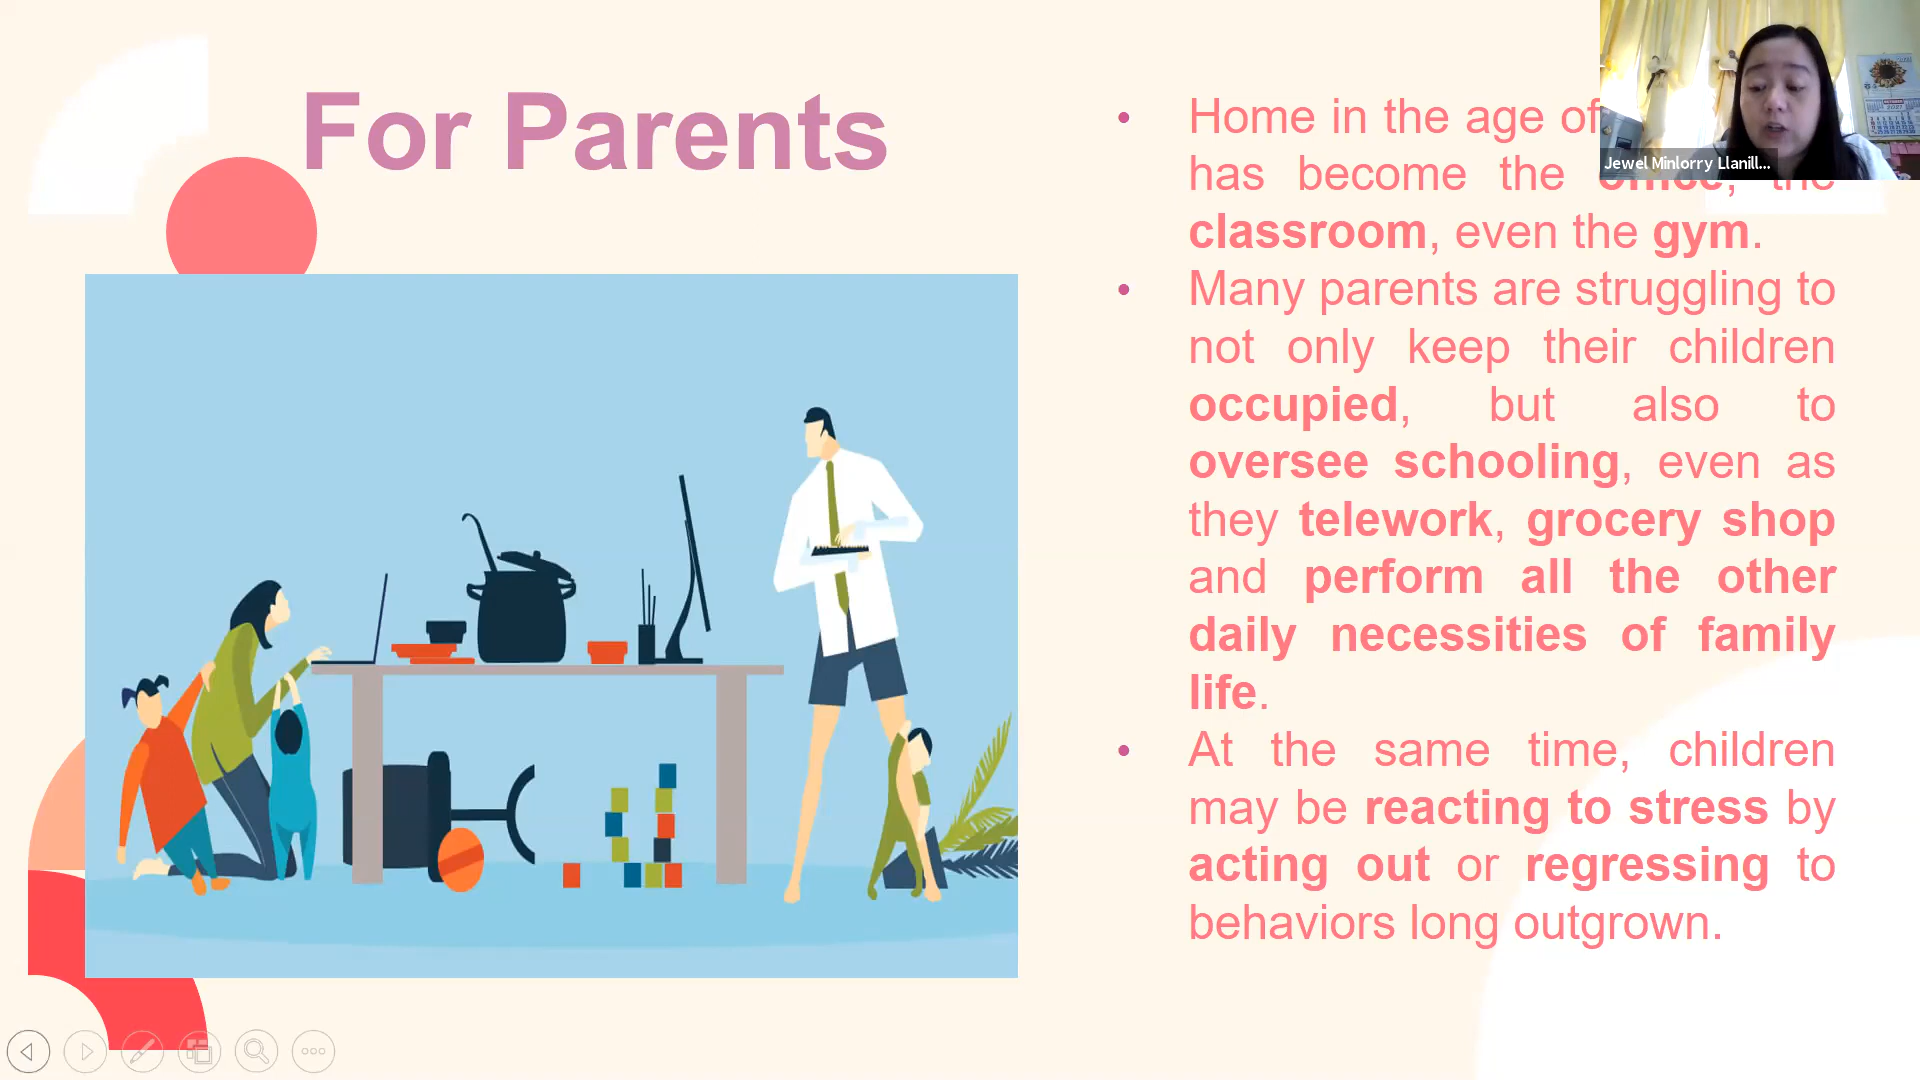 For Parents
• Home in the age of
has become the office, the
classroom, even the gym.
• Many parents are struggling to
not only keep their children
occupied, but also to
oversee schooling, even as
they telework, grocery shop
and perform all the other
daily necessities of family
life.
• At the same time, children
may be reacting to stress by
acting out or regressing to
behaviors long outgrown.
Jewel Minlorry Llanill...